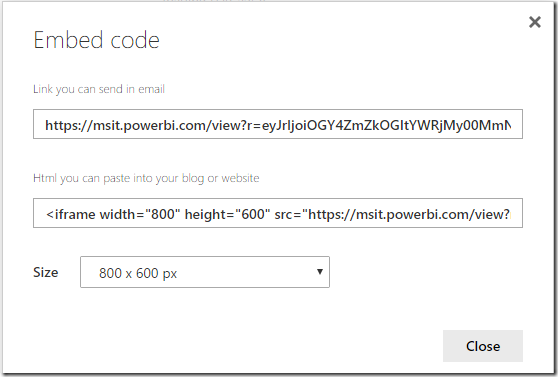 Embed code
Link you can send in email
https://msit.powerbi.com/view?r=eyJrIjoiOGY4ZmZkOGItYWRjMy00MmN
Html you can paste into your blog or website
<iframe width="800" height="600" src="https://msit.powerbi.com/view?
Size
800 x 600 px
Close